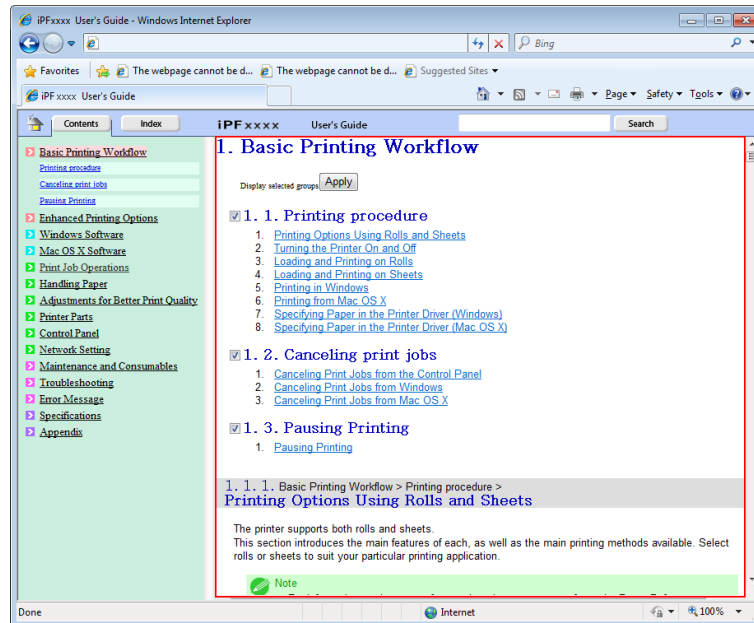 iPFxxxx User's Guide - Windows Internet Explorer
Bing
Favorites The webpage cannot be d... The webpage cannot be d... Suggested Sites
iPF xxxx User's Guide
Page Safety Tools
Contents Index iPFxxxx User's Guide Search
Basic Printing Workflow
Printing procedure
Canceling print jobs
Pausing Printing
Enhanced Printing Options
Windows Software
Mac OS X Software
Print Job Operations
Handling Paper
Adjustments for Better Print Quality
Printer Parts
Control Panel
Network Setting
Maintenance and Consumables
Troubleshooting
Error Message
Specifications
Appendix
1. Basic Printing Workflow
Display selected groups Apply
1. 1. Printing procedure
1. Printing Options Using Rolls and Sheets
2. Turning the Printer On and Off
3. Loading and Printing on Rolls
4. Loading and Printing on Sheets
5. Printing in Windows
6. Printing from Mac OS X
7. Specifying Paper in the Printer Driver (Windows)
8. Specifying Paper in the Printer Driver (Mac OS X)
1. 2. Canceling print jobs
1. Canceling Print Jobs from the Control Panel
2. Canceling Print Jobs from Windows
3. Canceling Print Jobs from Mac OS X
1. 3. Pausing Printing
1. Pausing Printing
1. 1. 1. Basic Printing Workflow > Printing procedure >
Printing Options Using Rolls and Sheets
The printer supports both rolls and sheets.
This section introduces the main features of each, as well as the main printing methods available. Select
rolls or sheets to suit your particular printing application.
Note
Done Internet 100%